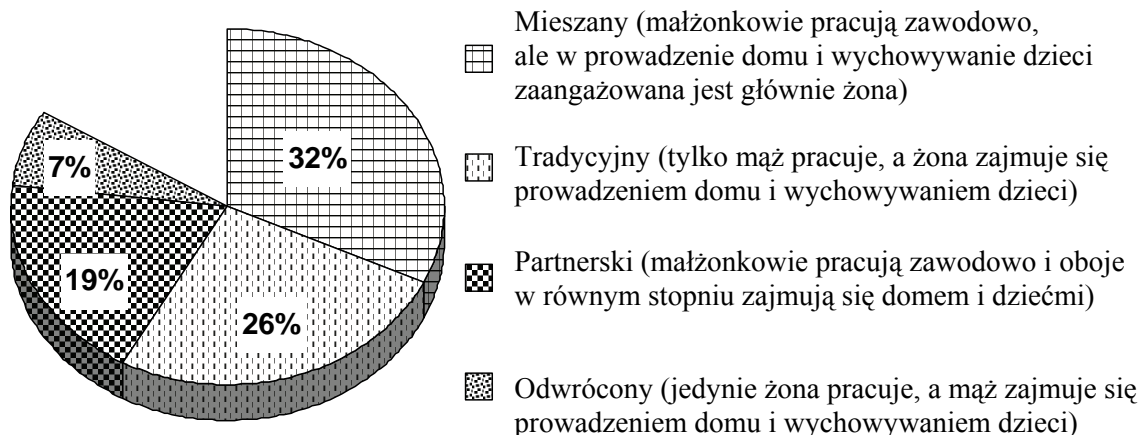 32%
7%
19%
26%
Mieszany (małżonkowie pracują zawodowo,
ale w prowadzenie domu i wychowywanie dzieci
zaangażowana jest głównie żona)
Tradycyjny (tylko mąż pracuje, a żona zajmuje się
prowadzeniem domu i wychowywaniem dzieci)
Partnerski (małżonkowie pracują zawodowo i oboje
w równym stopniu zajmują się domem i dziećmi)
Odwrócony (jedynie żona pracuje, a mąż zajmuje się
prowadzeniem domu i wychowywaniem dzieci)